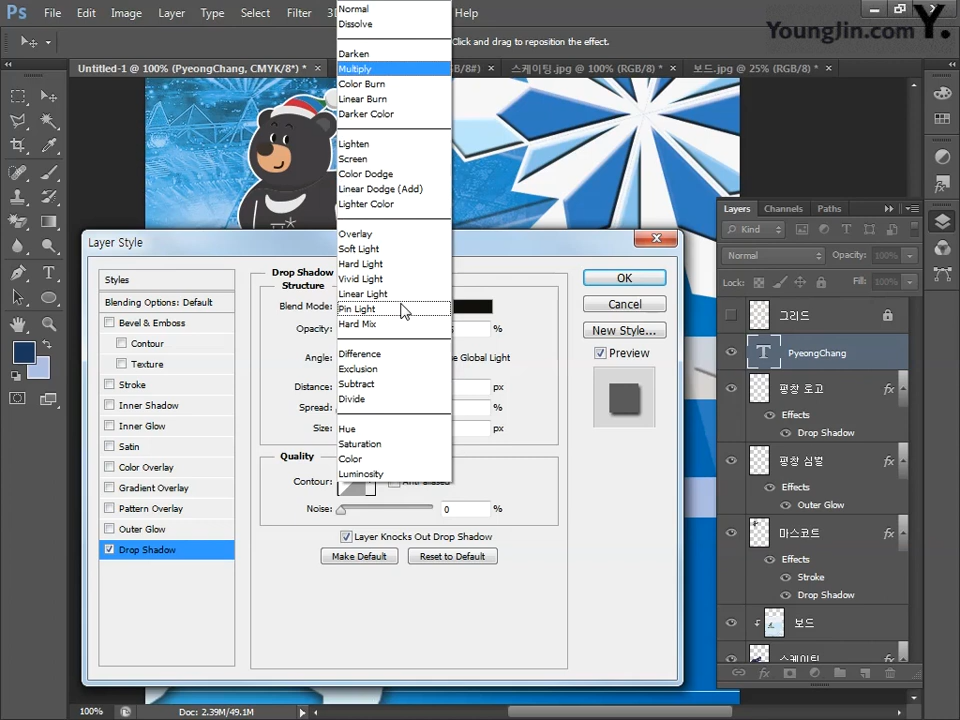 Ps File Edit Image Layer Type Select Filter Help
YoungJin.com Y.
Click and drag to reposition the effect.
Untitled-1 @ 100% (PyeongChang, CMYK/8*) * ×
/8#) ×
스케이팅.jpg @ 100% (RGB/8*) * ×
보드.jpg @ 25% (RGB/8*) * ×
Normal
Dissolve
Darken
Multiply
Color Burn
Linear Burn
Darker Color
Lighten
Screen
Color Dodge
Linear Dodge (Add)
Lighter Color
Overlay
Soft Light
Hard Light
Vivid Light
Linear Light
Pin Light
Hard Mix
Difference
Exclusion
Subtract
Divide
Hue
Saturation
Color
Luminosity
Layer Style
Styles
Blending Options: Default
Bevel & Emboss
Contour
Texture
Stroke
Inner Shadow
Inner Glow
Satin
Color Overlay
Gradient Overlay
Pattern Overlay
Outer Glow
Drop Shadow
Drop Shadow
Structure
Blend Mode:
Opacity: %
Angle: Global Light
Distance: px
Spread: %
Size: px
Quality
Contour:
Noise: 0 %
Layer Knocks Out Drop Shadow
Make Default Reset to Default
OK
Cancel
New Style...
Preview
Layers Channels Paths
Kind
Normal Opacity:
Lock: Fill: 100%
그리드
T PyeongChang
평창 로고 fx
Effects
Drop Shadow
평창 심벌 fx
Effects
Outer Glow
마스코트 fx
Effects
Stroke
Drop Shadow
보드
스케이팅
100% Doc: 2.39M/49.1M